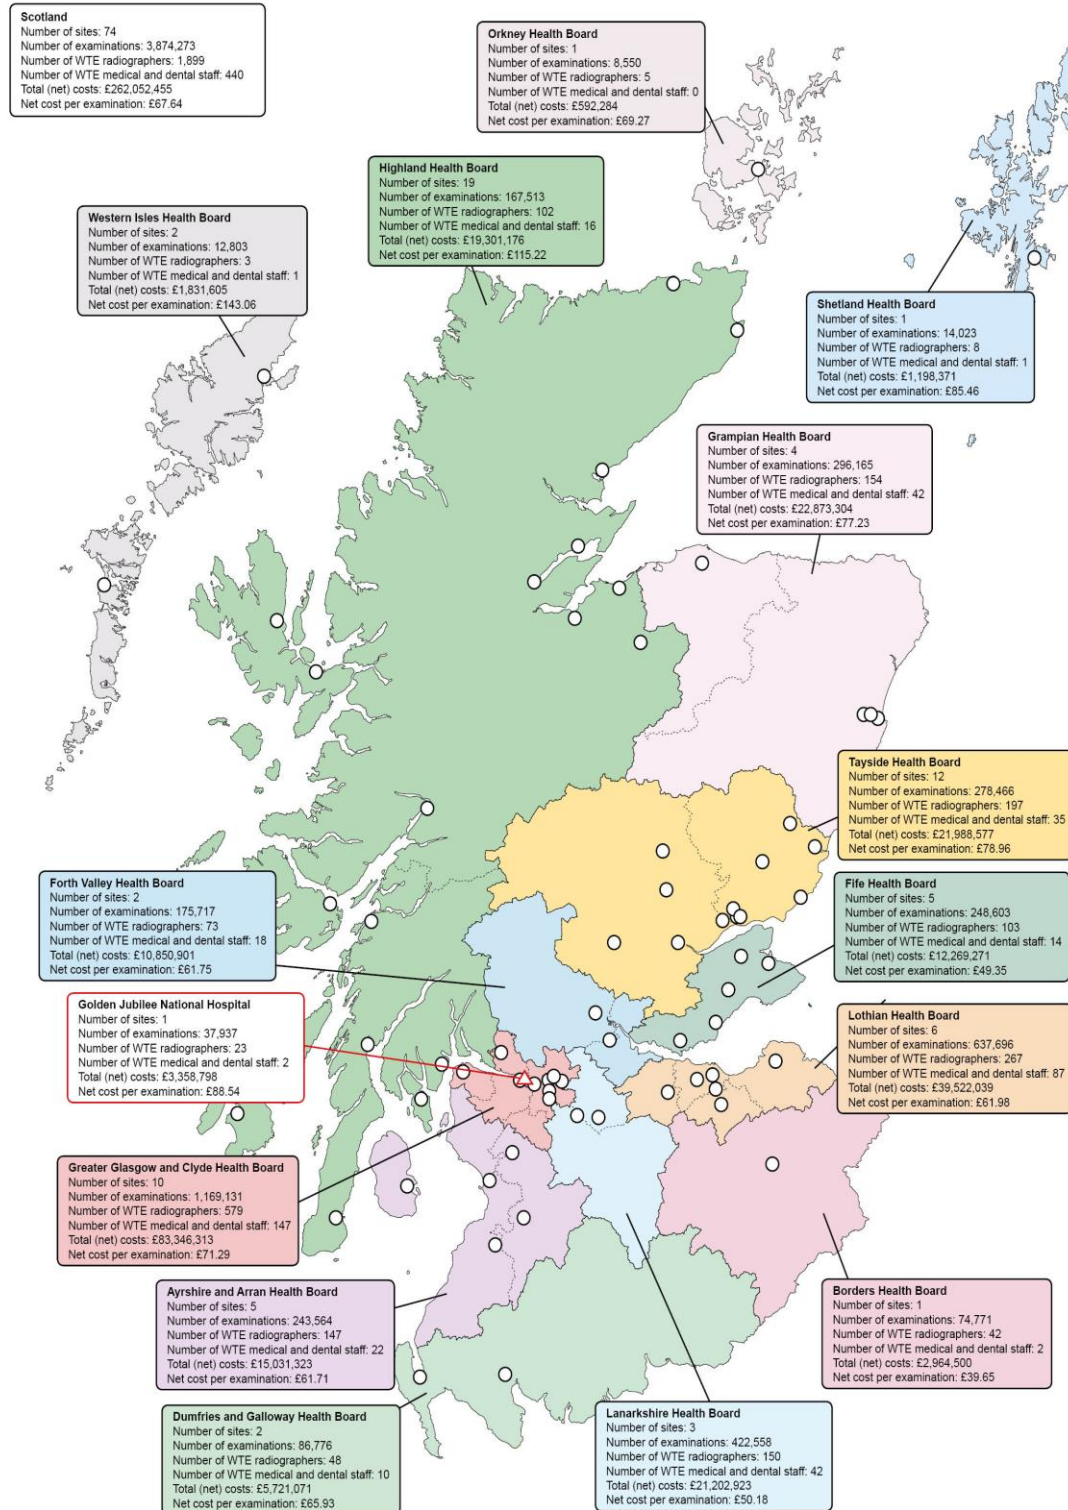 Scotland
Number of sites: 74
Number of examinations: 3,874,273
Number of WTE radiographers: 1,899
Number of WTE medical and dental staff: 440
Total (net) costs: £262,052,455
Net cost per examination: £67.64
Orkney Health Board
Number of sites: 1
Number of examinations: 8,550
Number of WTE radiographers: 5
Number of WTE medical and dental staff: 0
Total (net) costs: £592,284
Net cost per examination: £69.27
Highland Health Board
Number of sites: 19
Number of examinations: 167,513
Number of WTE radiographers: 102
Number of WTE medical and dental staff: 16
Total (net) costs: £19,301,176
Net cost per examination: £115.22
Western Isles Health Board
Number of sites: 2
Number of examinations: 12,803
Number of WTE radiographers: 3
Number of WTE medical and dental staff: 1
Total (net) costs: £1,831,605
Net cost per examination: £143.06
Shetland Health Board
Number of sites: 1
Number of examinations: 14,023
Number of WTE radiographers: 8
Number of WTE medical and dental staff: 1
Total (net) costs: £1,198,371
Net cost per examination: £85.46
Grampian Health Board
Number of sites: 4
Number of examinations: 296,165
Number of WTE radiographers: 154
Number of WTE medical and dental staff: 42
Total (net) costs: £22,873,304
Net cost per examination: £77.23
Tayside Health Board
Number of sites: 12
Number of examinations: 278,466
Number of WTE radiographers: 197
Number of WTE medical and dental staff: 35
Total (net) costs: £21,988,577
Net cost per examination: £78.96
Forth Valley Health Board
Number of sites: 2
Number of examinations: 175,717
Number of WTE radiographers: 73
Number of WTE medical and dental staff: 18
Total (net) costs: £10,850,901
Net cost per examination: £61.75
Fife Health Board
Number of sites: 5
Number of examinations: 248,603
Number of WTE radiographers: 103
Number of WTE medical and dental staff: 14
Total (net) costs: £12,269,271
Net cost per examination: £49.35
Golden Jubilee National Hospital
Number of sites: 1
Number of examinations: 37,937
Number of WTE radiographers: 23
Number of WTE medical and dental staff: 2
Total (net) costs: £3,358,798
Net cost per examination: £88.54
Lothian Health Board
Number of sites: 6
Number of examinations: 637,696
Number of WTE radiographers: 267
Number of WTE medical and dental staff: 87
Total (net) costs: £39,522,039
Net cost per examination: £61.98
Greater Glasgow and Clyde Health Board
Number of sites: 10
Number of examinations: 1,169,131
Number of WTE radiographers: 579
Number of WTE medical and dental staff: 147
Total (net) costs: £83,346,313
Net cost per examination: £71.29
Ayrshire and Arran Health Board
Number of sites: 5
Number of examinations: 243,564
Number of WTE radiographers: 147
Number of WTE medical and dental staff: 22
Total (net) costs: £15,031,323
Net cost per examination: £61.71
Borders Health Board
Number of sites: 1
Number of examinations: 74,771
Number of WTE radiographers: 42
Number of WTE medical and dental staff: 2
Total (net) costs: £2,964,500
Net cost per examination: £39.65
Dumfries and Galloway Health Board
Number of sites: 2
Number of examinations: 86,776
Number of WTE radiographers: 48
Number of WTE medical and dental staff: 10
Total (net) costs: £5,721,071
Net cost per examination: £65.93
Lanarkshire Health Board
Number of sites: 3
Number of examinations: 422,558
Number of WTE radiographers: 150
Number of WTE medical and dental staff: 42
Total (net) costs: £21,202,923
Net cost per examination: £50.18